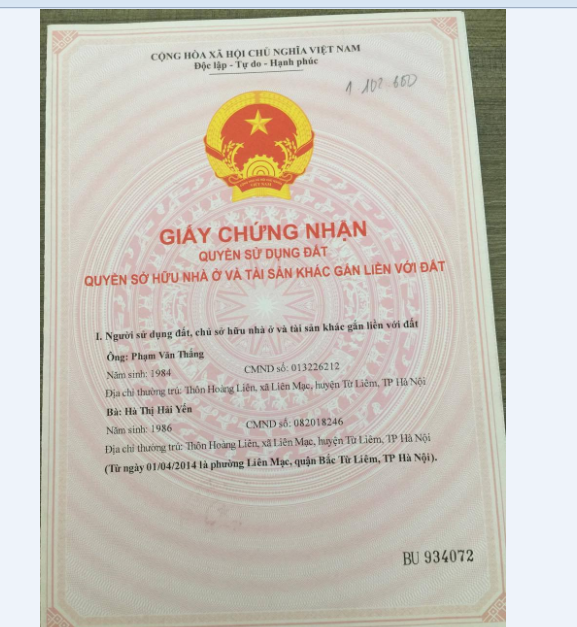 CỘNG HÒA XÃ HỘI CHỦ NGHĨA VIỆT NAM
Độc lập - Tự do - Hạnh phúc
1 102 600
GIẤY CHỨNG NHẬN
QUYỀN SỬ DỤNG ĐẤT
QUYỀN SỞ HỮU NHÀ Ở VÀ TÀI SẢN KHÁC GẮN LIỀN VỚI ĐẤT
I. Người sử dụng đất, chủ sở hữu nhà ở và tài sản khác gắn liền với đất
Ông: Phạm Văn Thắng
Năm sinh: 1984 CMND số: 013226212
Địa chỉ thường trú: Thôn Hoàng Liên, xã Liên Mạc, huyện Từ Liêm, TP Hà Nội
Bà: Hà Thị Hải Yến
Năm sinh: 1986 CMND số: 082018246
Địa chỉ thường trú: Thôn Hoàng Liên, xã Liên Mạc, huyện Từ Liêm, TP Hà Nội
(Từ ngày 01/04/2014 là phường Liên Mạc, quận Bắc Từ Liêm, TP Hà Nội).
BU 934072